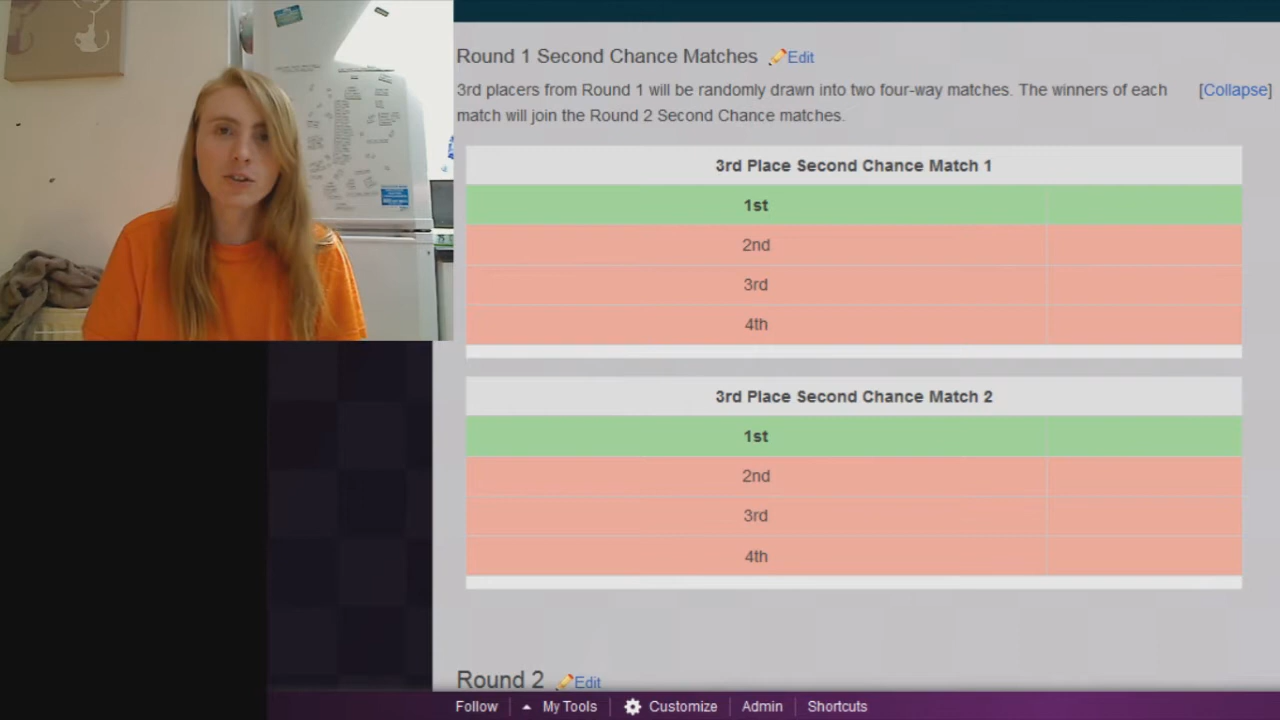 Round 1 Second Chance Matches Edit
3rd placers from Round 1 will be randomly drawn into two four-way matches. The winners of each [Collapse]
match will join the Round 2 Second Chance matches.
3rd Place Second Chance Match 1
1st
2nd
3rd
4th
3rd Place Second Chance Match 2
1st
2nd
3rd
4th
Round 2 Edit
Follow My Tools Customize Admin Shortcuts